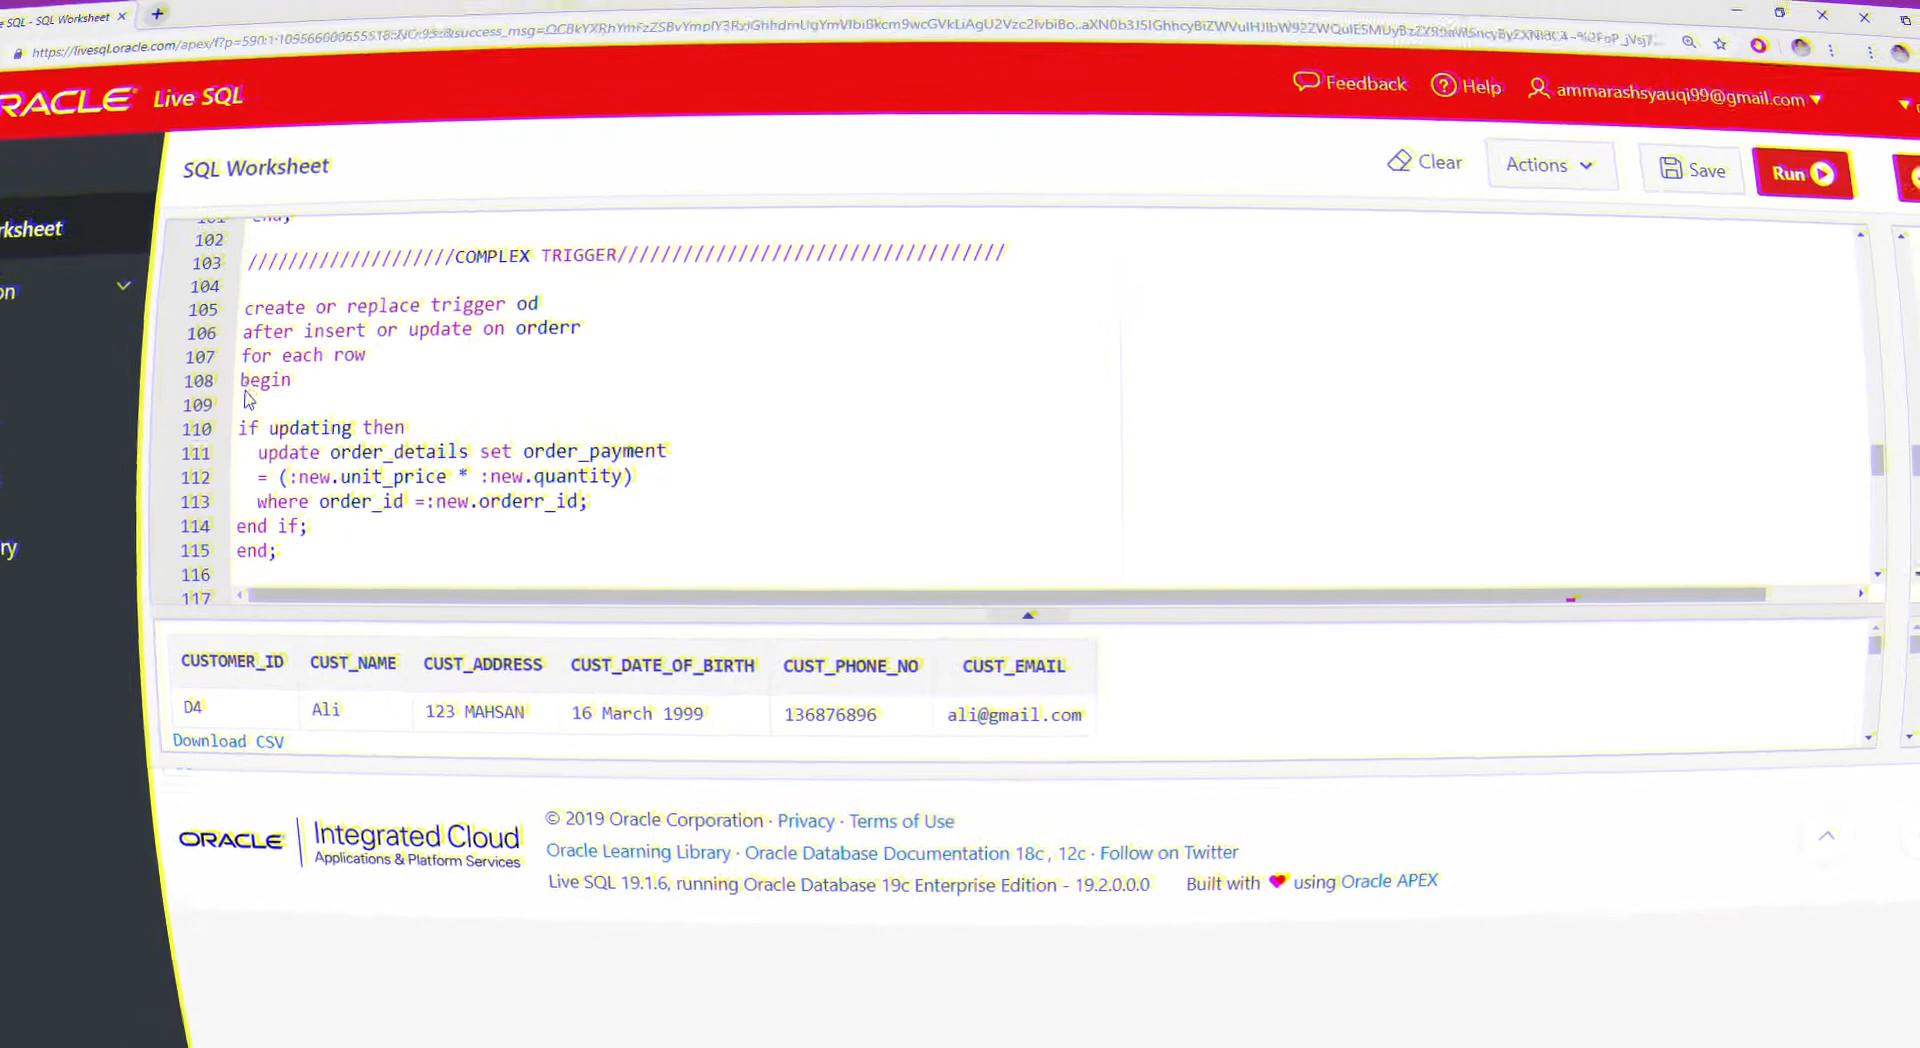 SQL - SQL Worksheet
ORACLE Live SQL
Feedback
Help
ammarashsyauqi99@gmail.com
SQL Worksheet
Clear
Actions
Save
Run
101 end;
102
103 ////////////////////COMPLEX TRIGGER////////////////////////////////////
104
105 create or replace trigger od
106 after insert or update on orderr
107 for each row
108 begin
109
110 if updating then
111 update order_details set order_payment
112 = (:new.unit_price * :new.quantity)
113 where order_id =:new.orderr_id;
114 end if;
115 end;
116
117
CUSTOMER_ID CUST_NAME CUST_ADDRESS CUST_DATE_OF_BIRTH CUST_PHONE_NO CUST_EMAIL
D4 Ali 123 MAHSAN 16 March 1999 136876896 ali@gmail.com
Download CSV
ORACLE Integrated Cloud
Applications & Platform Services
© 2019 Oracle Corporation · Privacy · Terms of Use
Oracle Learning Library · Oracle Database Documentation 18c, 12c · Follow on Twitter
Live SQL 19.1.6, running Oracle Database 19c Enterprise Edition - 19.2.0.0.0 Built with ❤ using Oracle APEX